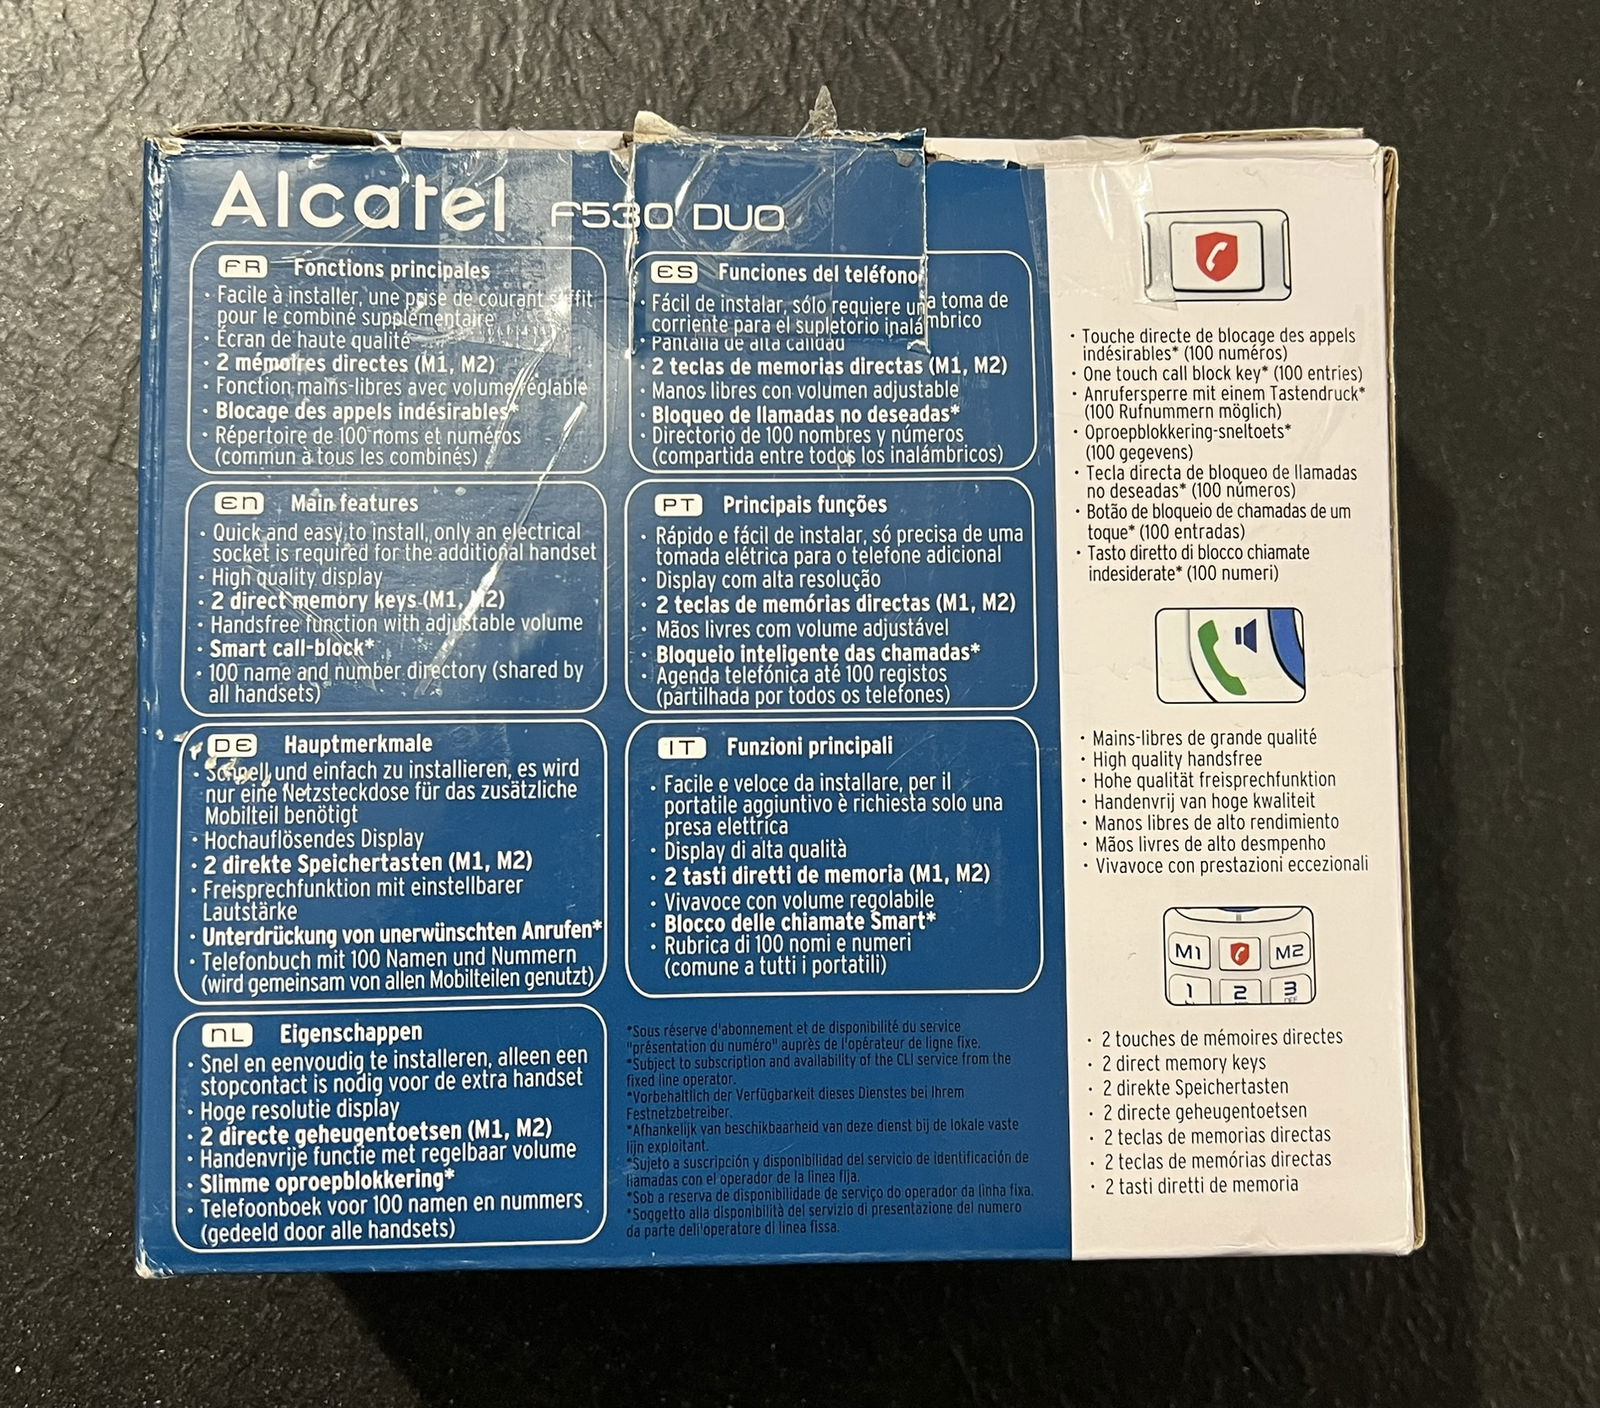 Alcatel F530 DUO
FR Fonctions principales
• Facile à installer, une prise de courant suffit
pour le combiné supplémentaire
• Écran de haute qualité
• 2 mémoires directes (M1, M2)
• Fonction mains-libres avec volume réglable
• Blocage des appels indésirables*
• Répertoire de 100 noms et numéros
(commun à tous les combinés)
EN Main features
• Quick and easy to install, only an electrical
socket is required for the additional handset
• High quality display
• 2 direct memory keys (M1, M2)
• Handsfree function with adjustable volume
• Smart call-block*
• 100 name and number directory (shared by
all handsets)
DE Hauptmerkmale
• Schnell und einfach zu installieren, es wird
nur eine Netzsteckdose für das zusätzliche
Mobilteil benötigt
• Hochauflösendes Display
• 2 direkte Speichertasten (M1, M2)
• Freisprechfunktion mit einstellbarer
Lautstärke
• Unterdrückung von unerwünschten Anrufen*
• Telefonbuch mit 100 Namen und Nummern
(wird gemeinsam von allen Mobilteilen genutzt)
NL Eigenschappen
• Snel en eenvoudig te installeren, alleen een
stopcontact is nodig voor de extra handset
• Hoge resolutie display
• 2 directe geheugentoetsen (M1, M2)
• Handenvrije functie met regelbaar volume
• Slimme oproepblokkering*
• Telefoonboek voor 100 namen en nummers
(gedeeld door alle handsets)
ES Funciones del teléfono
• Fácil de instalar, sólo requiere una toma de
corriente para el supletorio inalámbrico
• Pantalla de alta calidad
• 2 teclas de memorias directas (M1, M2)
• Manos libres con volumen adjustable
• Bloqueo de llamadas no deseadas*
• Directorio de 100 nombres y números
(compartida entre todos los inalámbricos)
PT Principais funções
• Rápido e fácil de instalar, só precisa de uma
tomada elétrica para o telefone adicional
• Display com alta resolução
• 2 teclas de memórias directas (M1, M2)
• Mãos livres com volume adjustável
• Bloqueio inteligente das chamadas*
• Agenda telefónica até 100 registos
(partilhada por todos os telefones)
IT Funzioni principali
• Facile e veloce da installare, per il
portatile aggiuntivo è richiesta solo una
presa elettrica
• Display di alta qualità
• 2 tasti diretti de memoria (M1, M2)
• Vivavoce con volume regolabile
• Blocco delle chiamate Smart*
• Rubrica di 100 nomi e numeri
(comune a tutti i portatili)
*Sous réserve d'abonnement et de disponibilité du service
"présentation du numéro" auprès de l'opérateur de ligne fixe.
*Subject to subscription and availability of the CLI service from the
fixed line operator.
*Vorbehaltlich der Verfügbarkeit dieses Dienstes bei Ihrem
Festnetzbetreiber.
*Afhankelijk van beschikbaarheid van deze dienst bij de lokale vaste
lijn exploitant.
*Sujeto a suscripción y disponibilidad del servicio de identificación de
llamadas con el operador de la línea fija.
*Sob a reserva de disponibilidade de serviço do operador da linha fixa.
*Soggetto alla disponibilità del servizio di presentazione del numero
da parte dell'operatore di linea fissa.
• Touche directe de blocage des appels
indésirables* (100 numéros)
• One touch call block key* (100 entries)
• Anrufersperre mit einem Tastendruck*
(100 Rufnummern möglich)
• Oproepblokkering-sneltoets*
(100 gegevens)
• Tecla directa de bloqueo de llamadas
no deseadas* (100 números)
• Botão de bloqueio de chamadas de um
toque* (100 entradas)
• Tasto diretto di blocco chiamate
indesiderate* (100 numeri)
• Mains-libres de grande qualité
• High quality handsfree
• Hohe qualität freisprechfunktion
• Handenvrij van hoge kwaliteit
• Manos libres de alto rendimiento
• Mãos livres de alto desmpenho
• Vivavoce con prestazioni eccezionali
M1 M2
1 2 3
DEF
• 2 touches de mémoires directes
• 2 direct memory keys
• 2 direkte Speichertasten
• 2 directe geheugentoetsen
• 2 teclas de memorias directas
• 2 teclas de memórias directas
• 2 tasti diretti de memoria